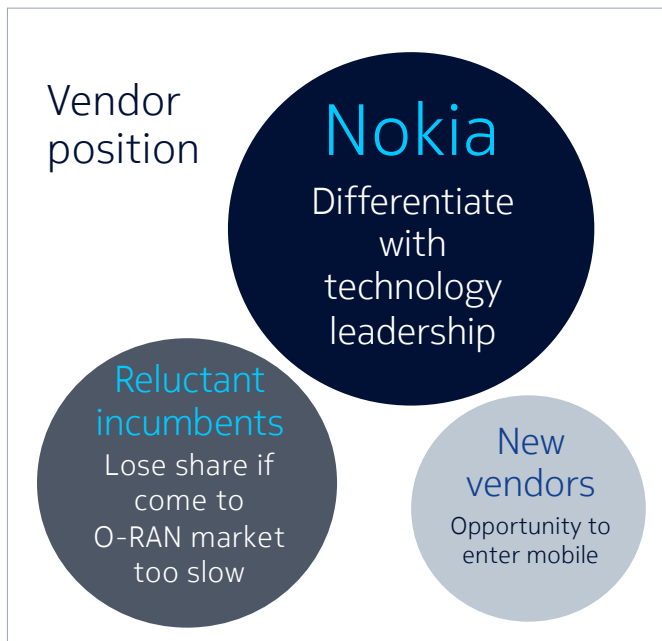 Vendor
position
Nokia
Differentiate
with
technology
leadership
Reluctant
incumbents
Lose share if
come to
O-RAN market
too slow
New
vendors
Opportunity to
enter mobile